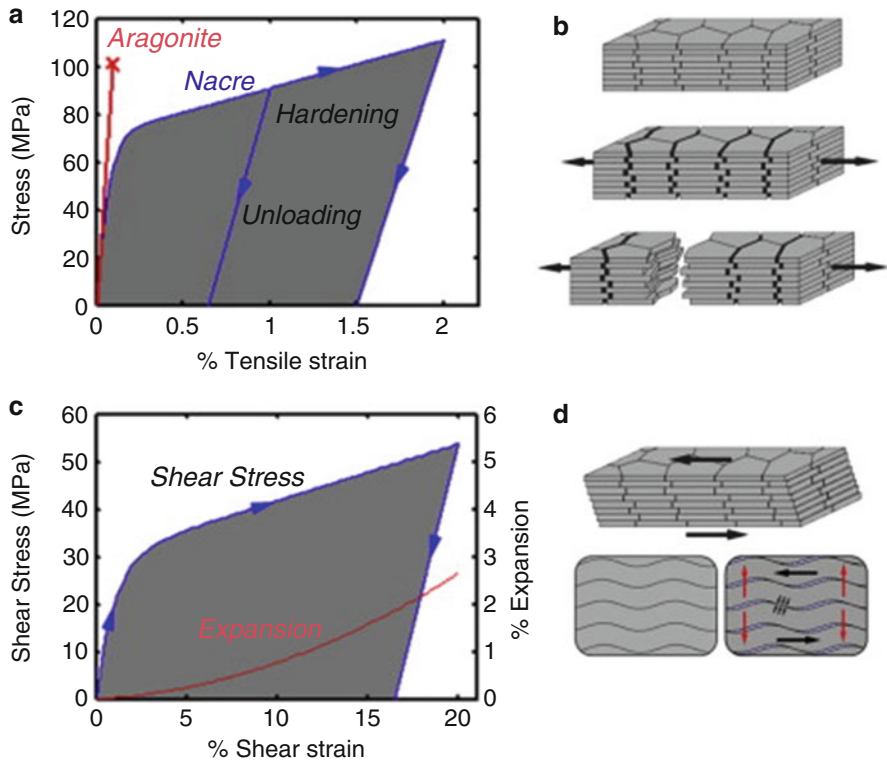 a
120
100
80
60
40
20
0
Stress (MPa)
Aragonite
Nacre
Hardening
Unloading
0 0.5 1 1.5 2
% Tensile strain
b
c
60
50
40
30
20
10
0
Shear Stress (MPa)
Shear Stress
Expansion
6
5
4
3
2
1
0
% Expansion
0 5 10 15 20
% Shear strain
d